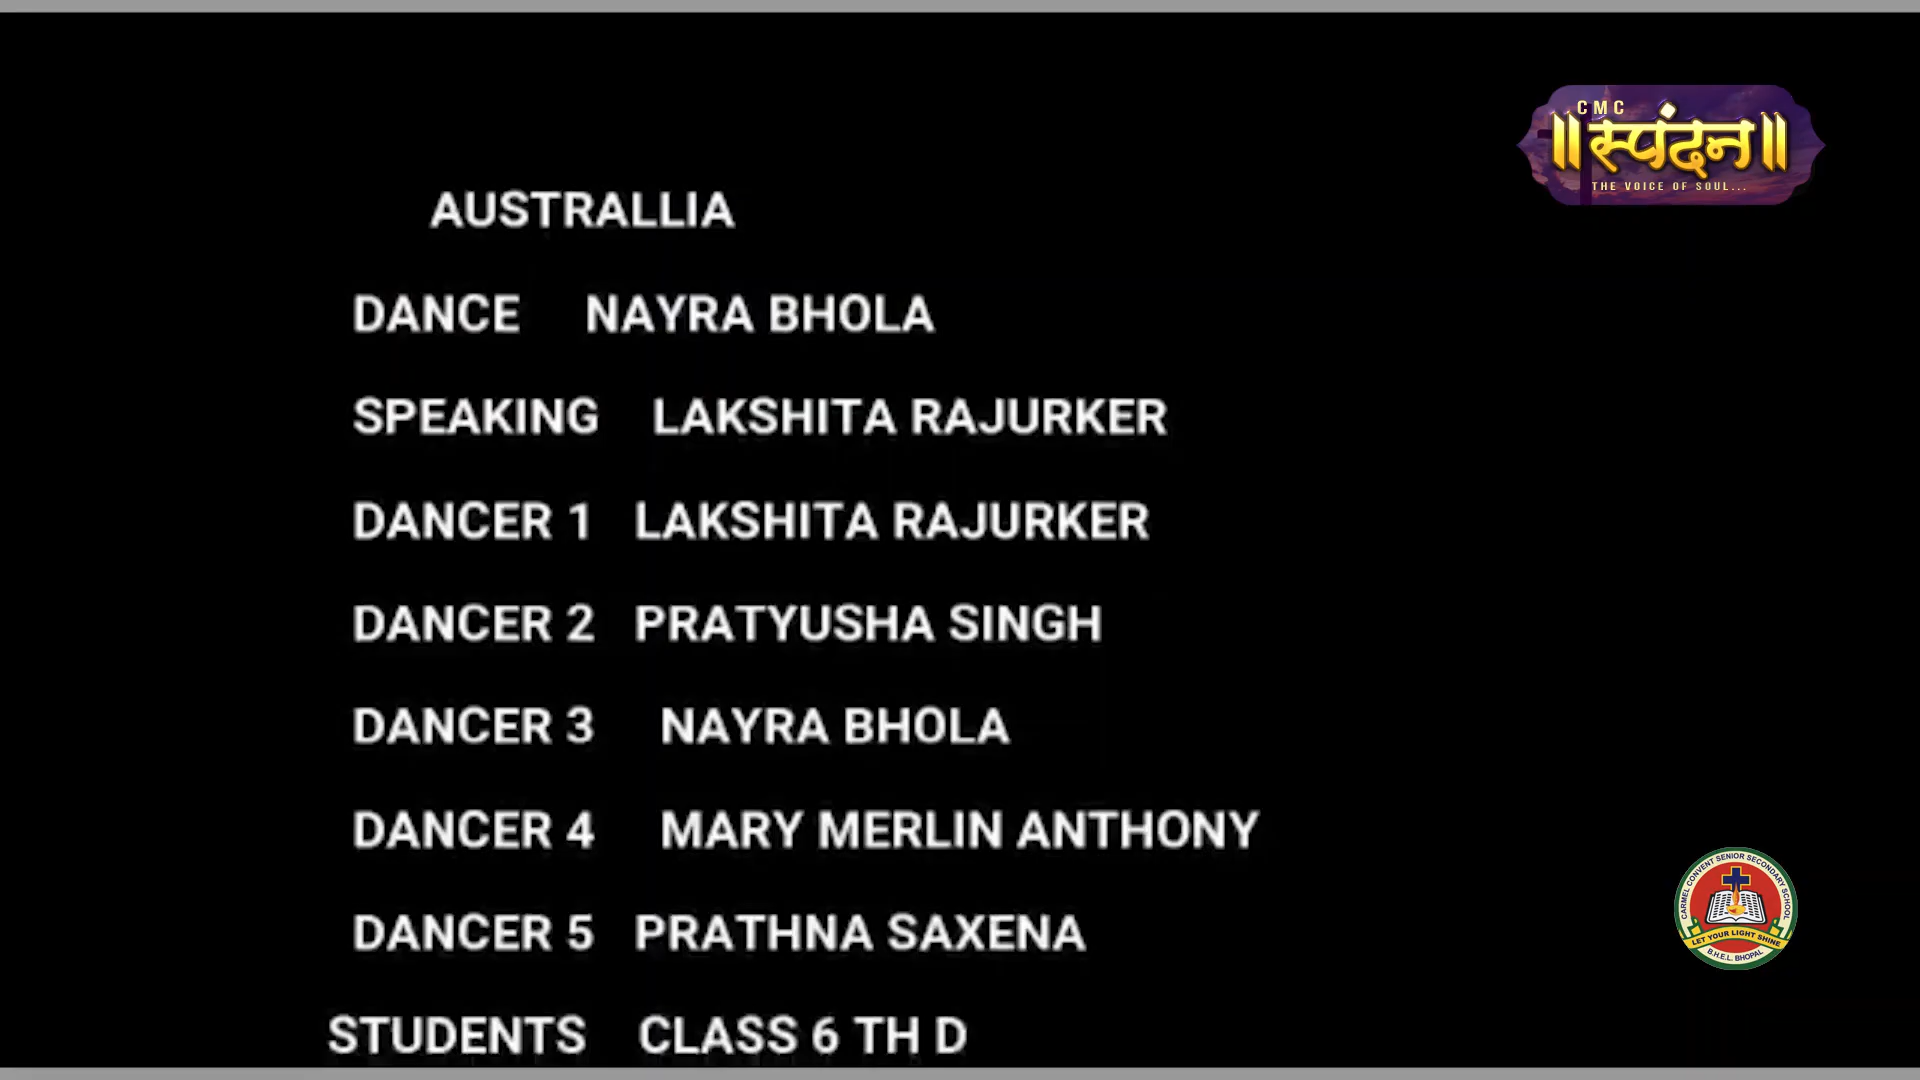 CMC
॥स्पंदन॥
THE VOICE OF SOUL...
AUSTRALLIA
DANCE NAYRA BHOLA
SPEAKING LAKSHITA RAJURKER
DANCER 1 LAKSHITA RAJURKER
DANCER 2 PRATYUSHA SINGH
DANCER 3 NAYRA BHOLA
DANCER 4 MARY MERLIN ANTHONY
DANCER 5 PRATHNA SAXENA
STUDENTS CLASS 6 TH D
CARMEL CONVENT SENIOR SECONDARY SCHOOL
LET YOUR LIGHT SHINE
B.H.E.L. BHOPAL